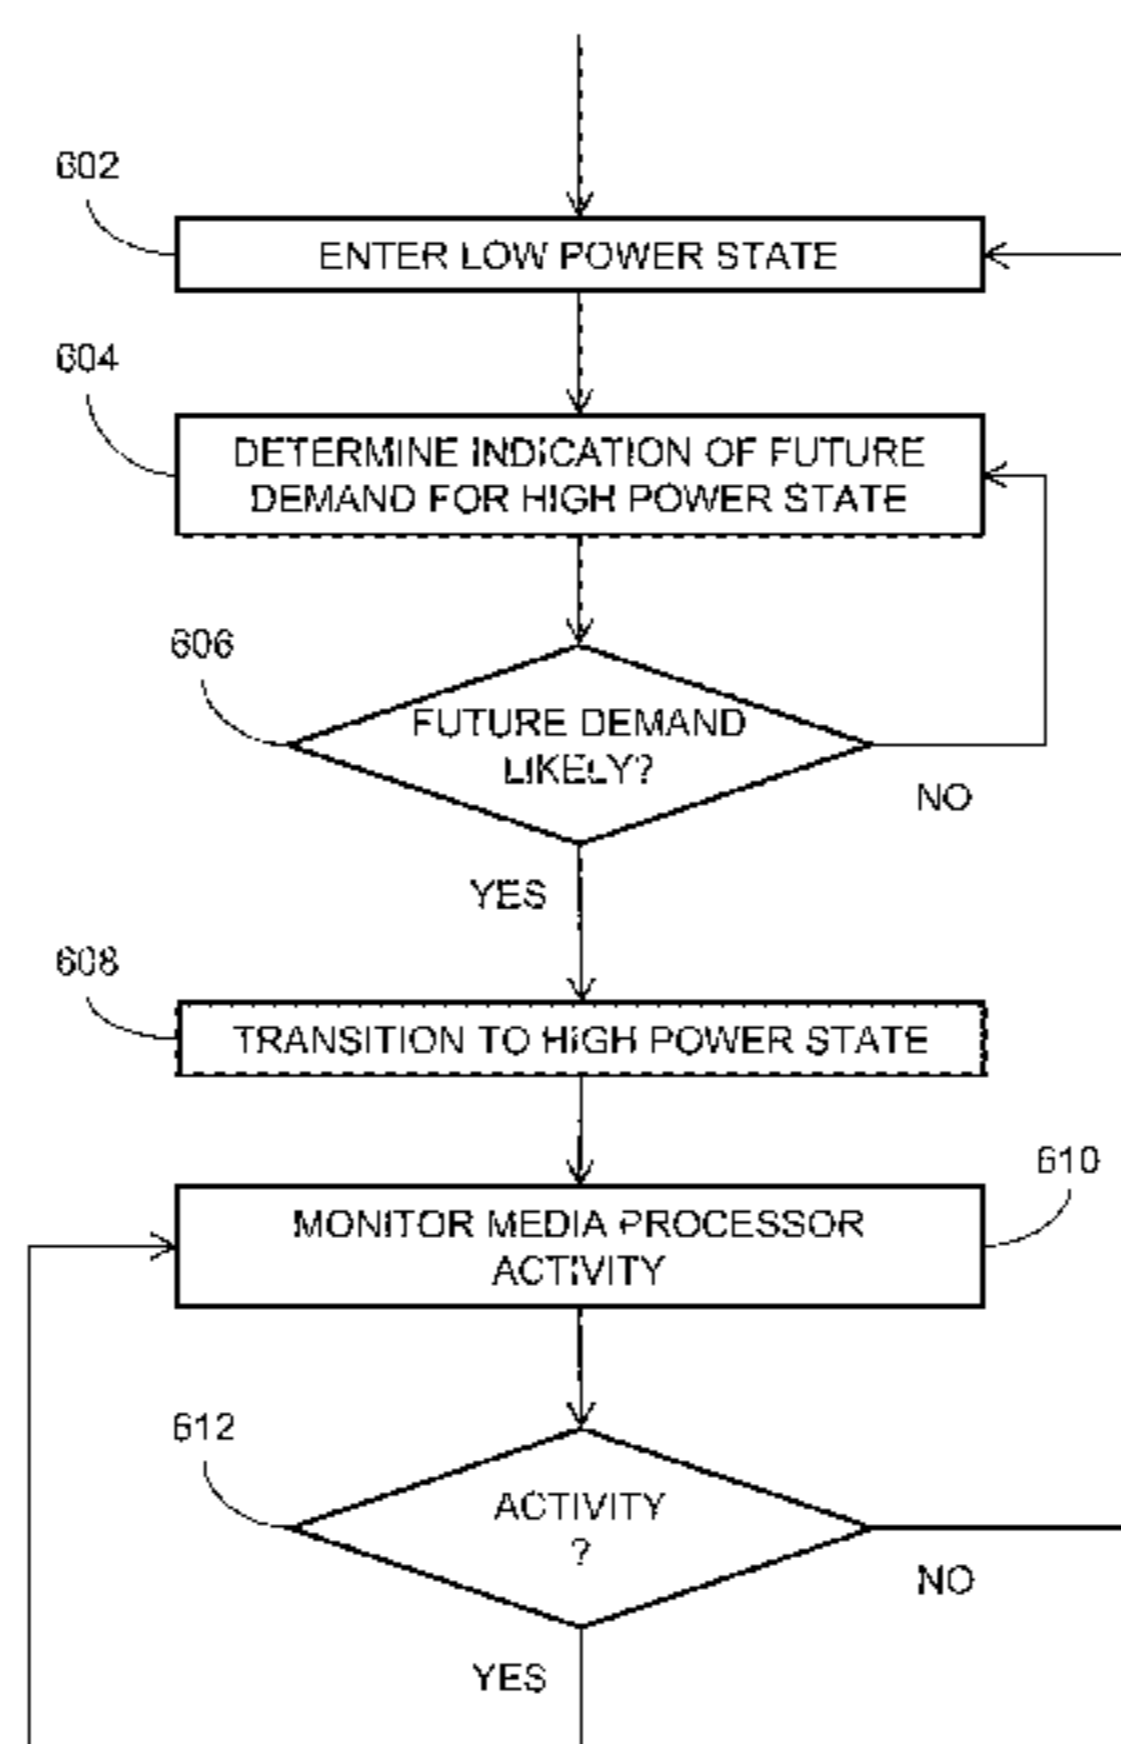 602
ENTER LOW POWER STATE
604
DETERMINE INDICATION OF FUTURE
DEMAND FOR HIGH POWER STATE
606
FUTURE DEMAND
LIKELY?
NO
YES
608
TRANSITION TO HIGH POWER STATE
610
MONITOR MEDIA PROCESSOR
ACTIVITY
612
ACTIVITY
?
NO
YES